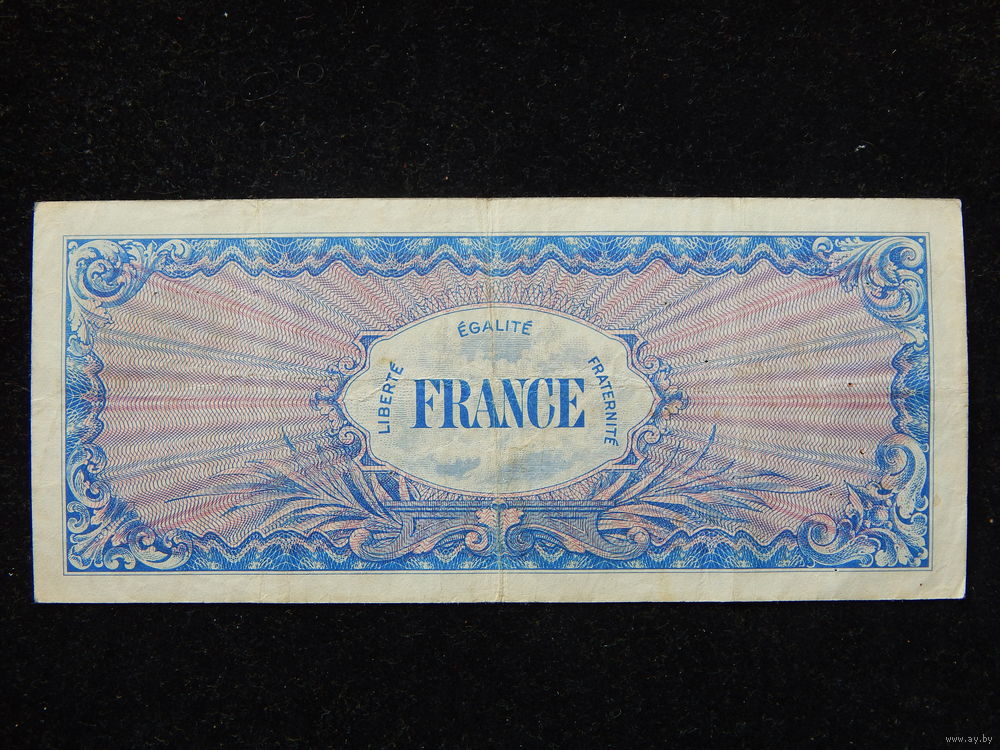 ÉGALITÉ
LIBERTÉ
FRANCE
FRATERNITÉ
www.ay.by